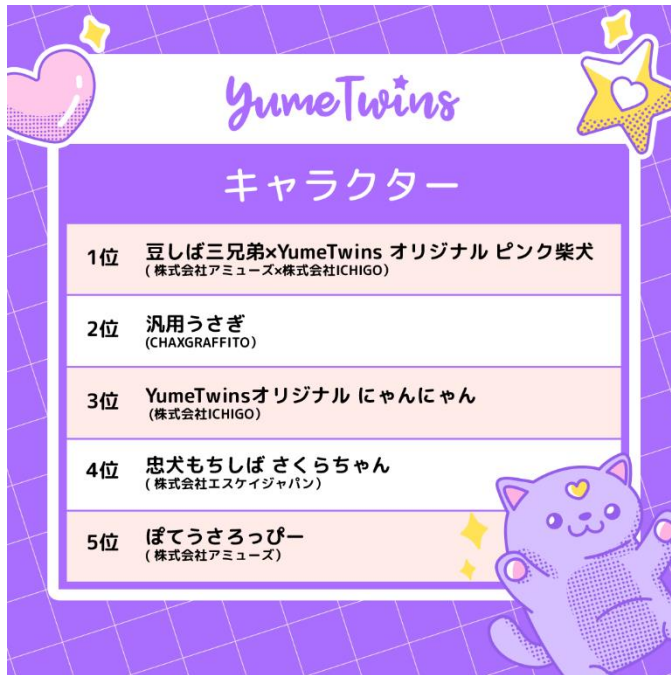 YumeTwins
キャラクター
1位 豆しば三兄弟×YumeTwins オリジナル ピンク柴犬
( 株式会社アミューズ×株式会社ICHIGO)
2位 汎用うさぎ
(CHAXGRAFFITO)
3位 YumeTwinsオリジナル にゃんにゃん
(株式会社ICHIGO)
4位 忠犬もちしば さくらちゃん
( 株式会社エスケイジャパン)
5位 ぽてうさろっぴー
( 株式会社アミューズ)